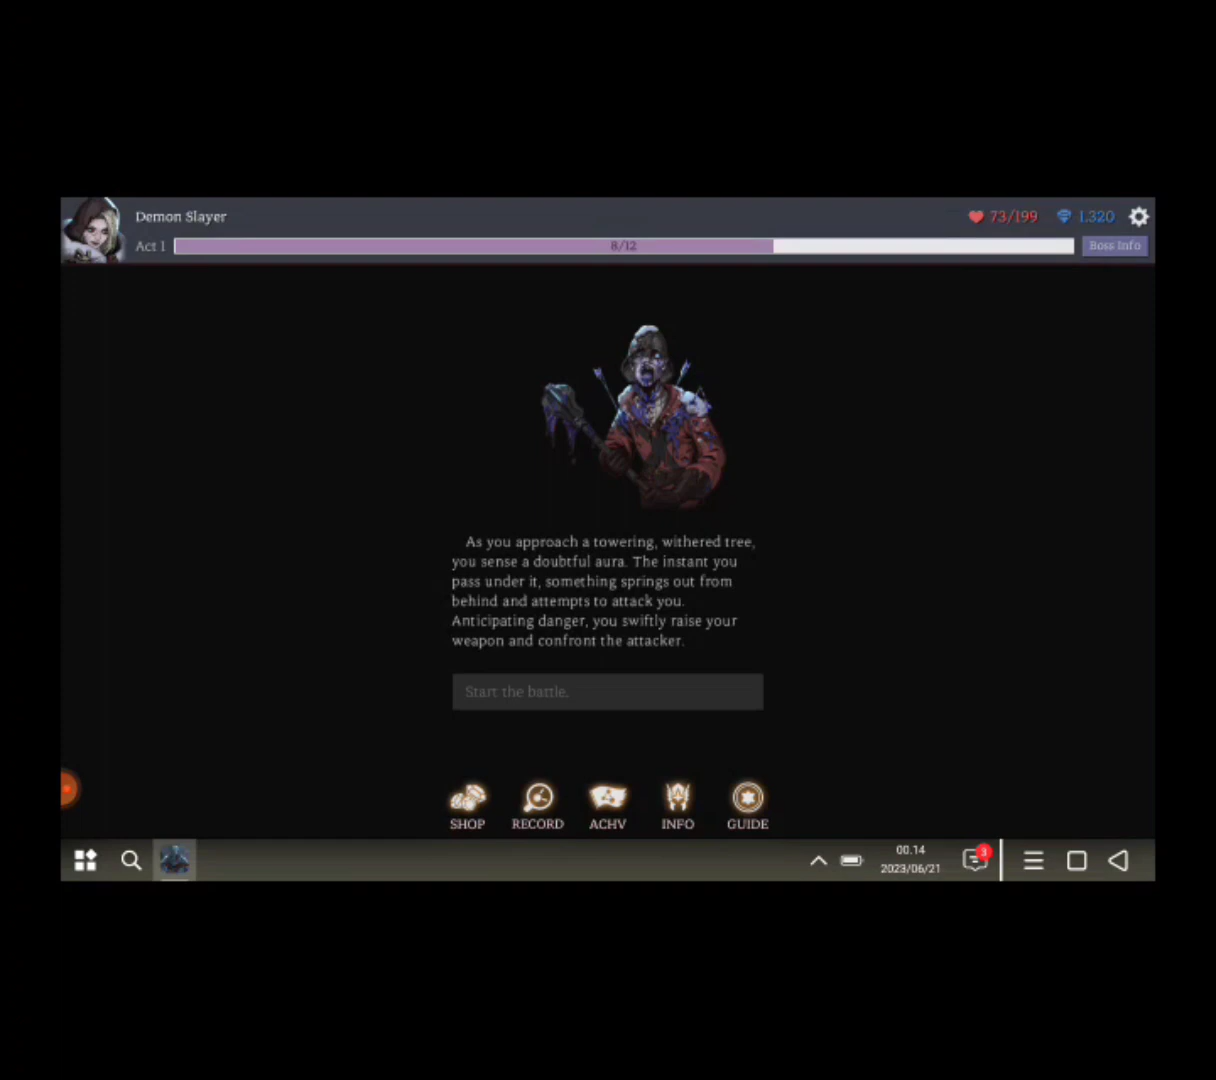 Demon Slayer
73/199
1.320
Act 1
8/12
Boss Info
As you approach a towering, withered tree,
you sense a doubtful aura. The instant you
pass under it, something springs out from
behind and attempts to attack you.
Anticipating danger, you swiftly raise your
weapon and confront the attacker.
Start the battle.
SHOP
RECORD
ACHV
INFO
GUIDE
00.14
2023/06/21
3